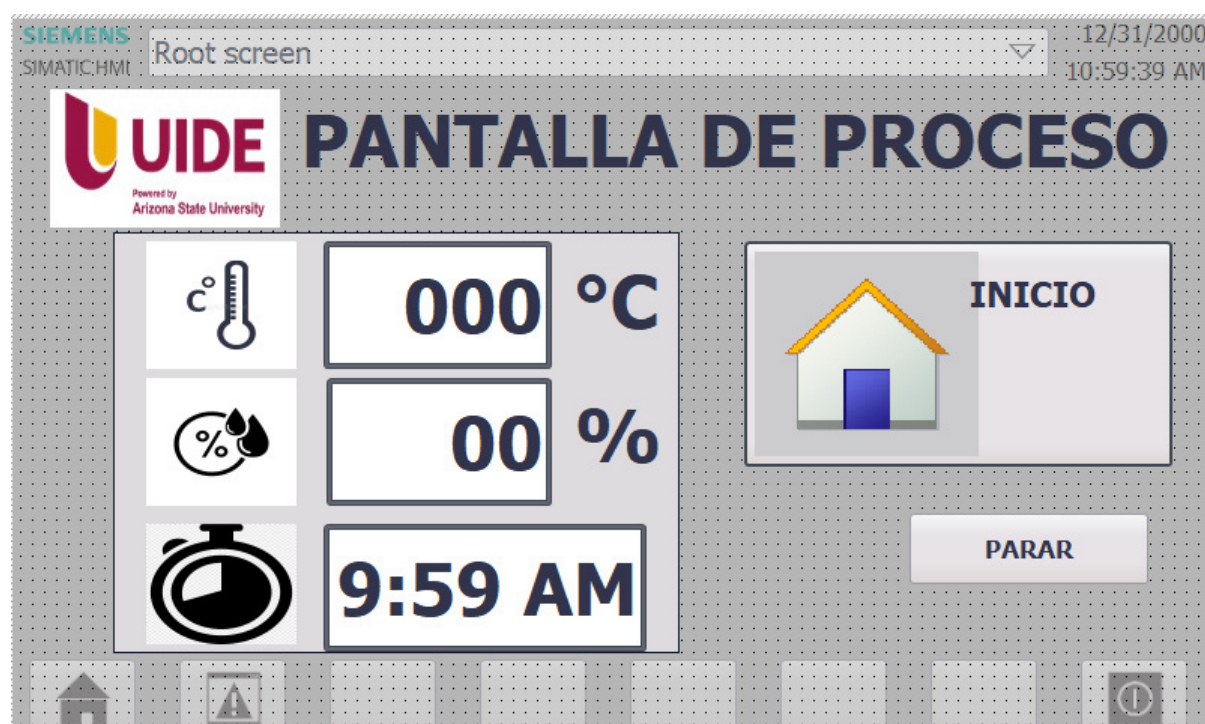 SIEMENS
SIMATIC HMI
Root screen
12/31/2000
10:59:39 AM
UIDE
Powered by
Arizona State University
PANTALLA DE PROCESO
C°
000 °C
INICIO
%
00 %
9:59 AM
PARAR